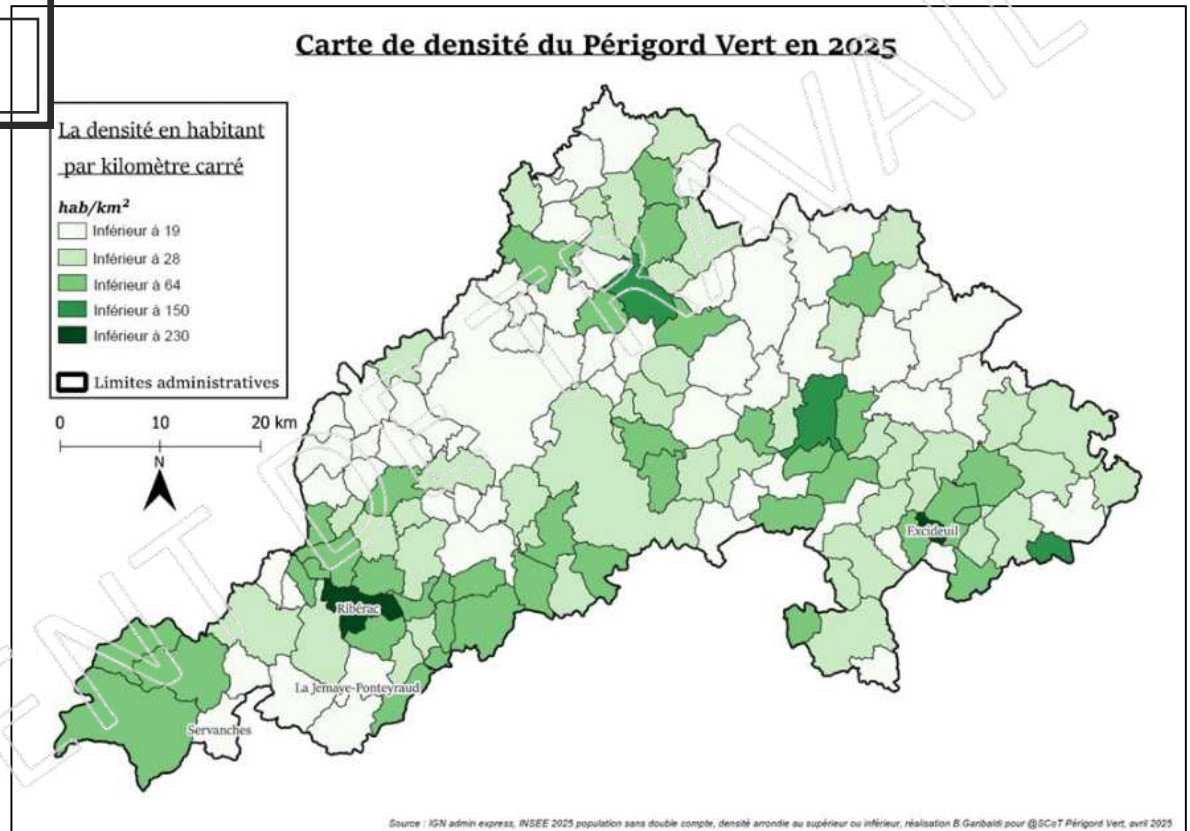 Carte de densité du Périgord Vert en 2025
La densité en habitant
par kilomètre carré
hab/km²
Inférieur à 19
Inférieur à 28
Inférieur à 64
Inférieur à 150
Inférieur à 230
Limites administratives
0 10 20 km
N
Excideuil
Ribérac
La Jemaye-Ponteyraud
Servanches
Source : IGN admin express, INSEE 2025 population sans double compte, densité arrondie au supérieur ou inférieur, réalisation B.Garibaldi pour @SCoT Périgord Vert, avril 2025
ENT DE TRAVAIL